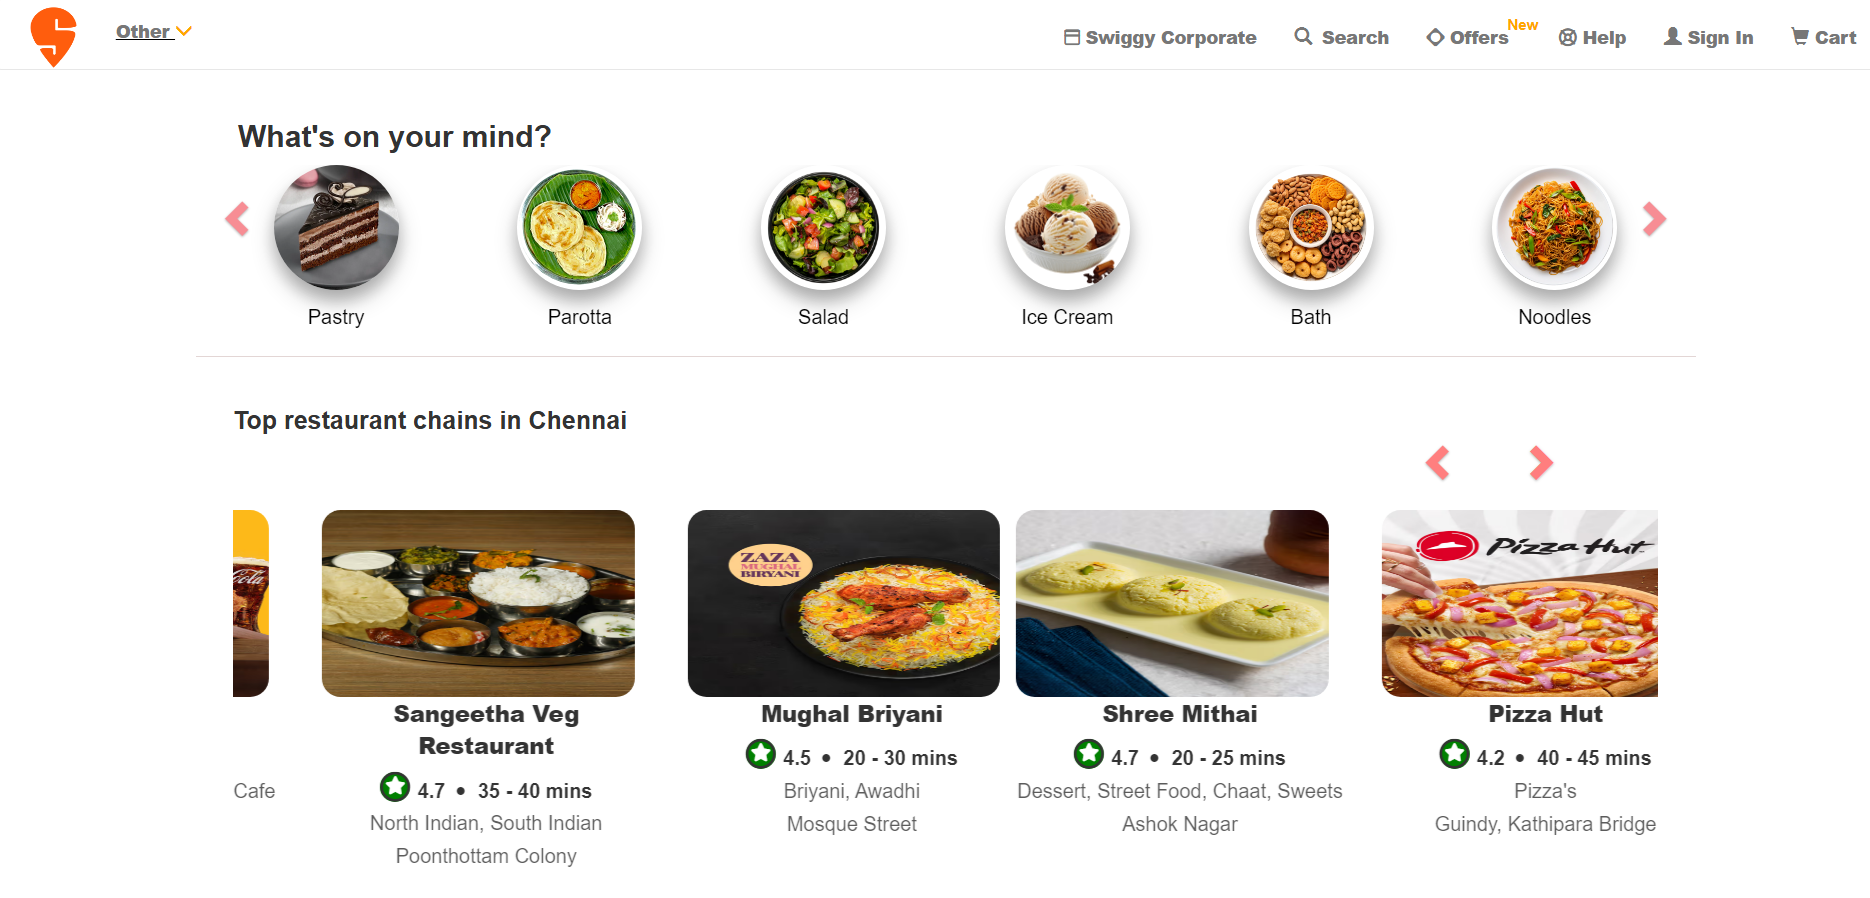 Other
Swiggy Corporate
Search
Offers
New
Help
Sign In
Cart
What's on your mind?
Pastry
Parotta
Salad
Ice Cream
Bath
Noodles
Top restaurant chains in Chennai
Cola
ZAZA
MUGHAL
BIRYANI
Pizza Hut
Cafe
Sangeetha Veg
Restaurant
4.7 • 35 - 40 mins
North Indian, South Indian
Poonthottam Colony
Mughal Briyani
4.5 • 20 - 30 mins
Briyani, Awadhi
Mosque Street
Shree Mithai
4.7 • 20 - 25 mins
Dessert, Street Food, Chaat, Sweets
Ashok Nagar
Pizza Hut
4.2 • 40 - 45 mins
Pizza's
Guindy, Kathipara Bridge